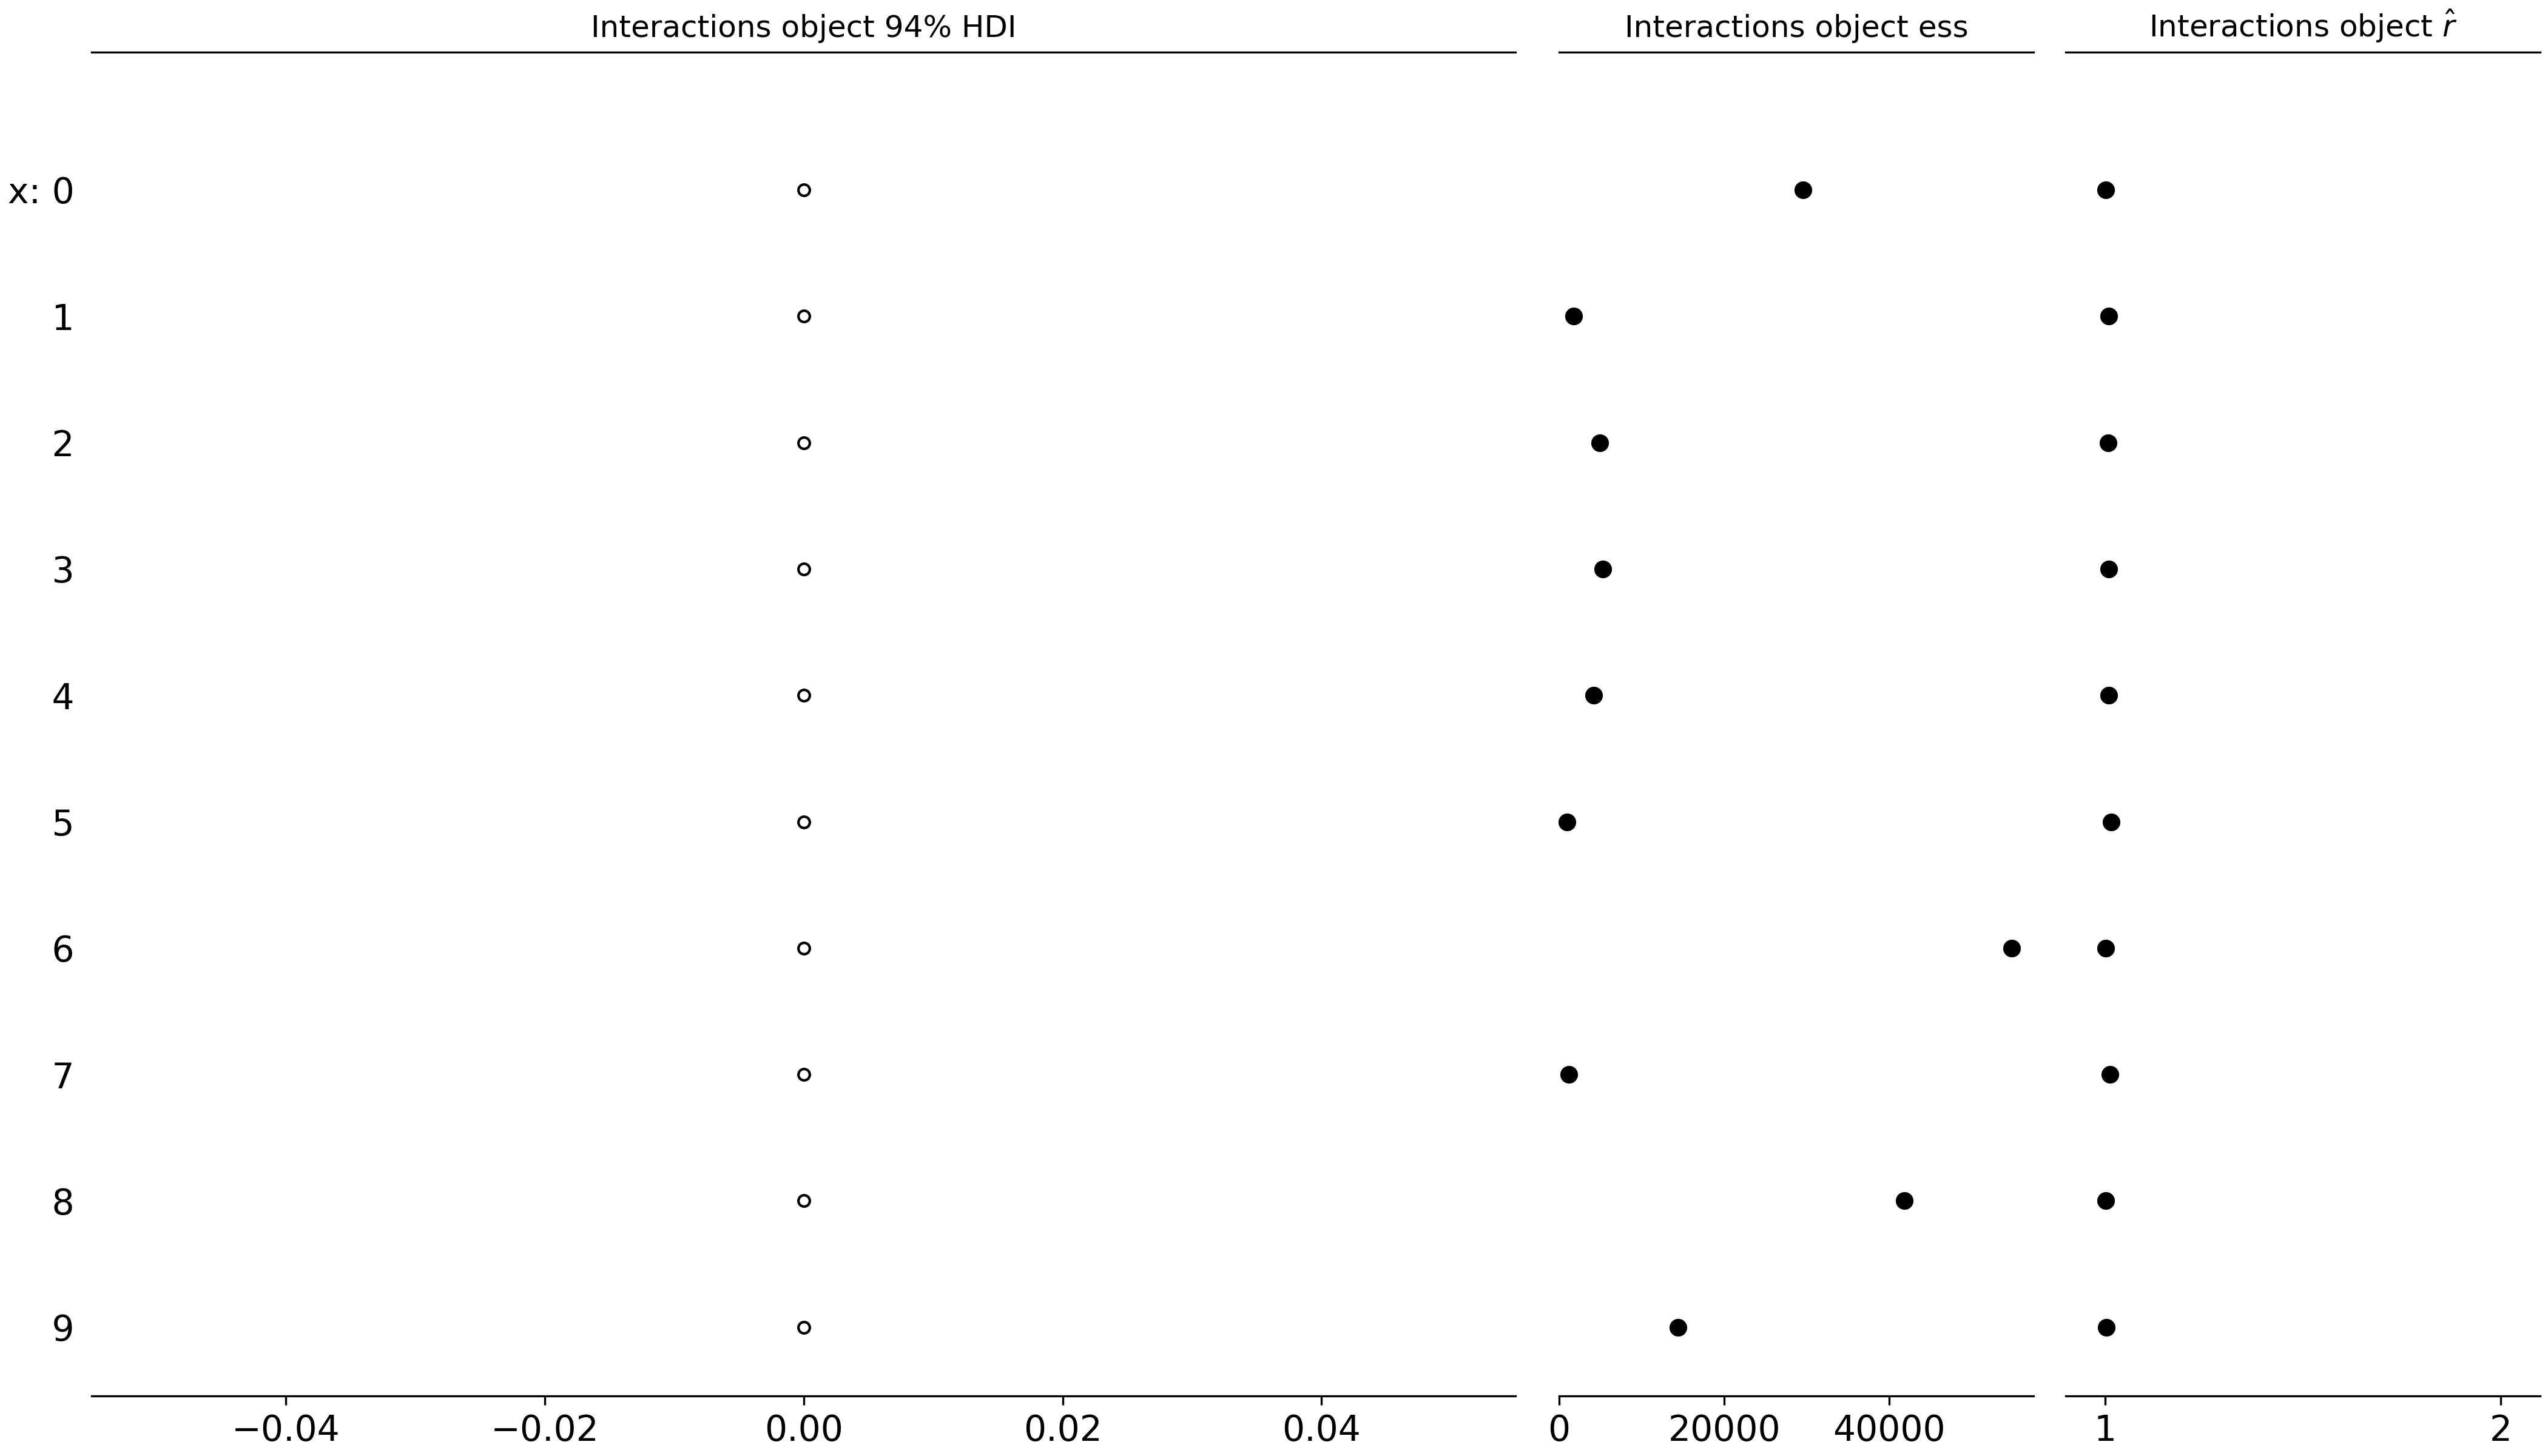 Interactions object 94% HDI
Interactions object ess
Interactions object r̂
x: 0
1
2
3
4
5
6
7
8
9
−0.04 −0.02 0.00 0.02 0.04
0 20000 40000
1 2